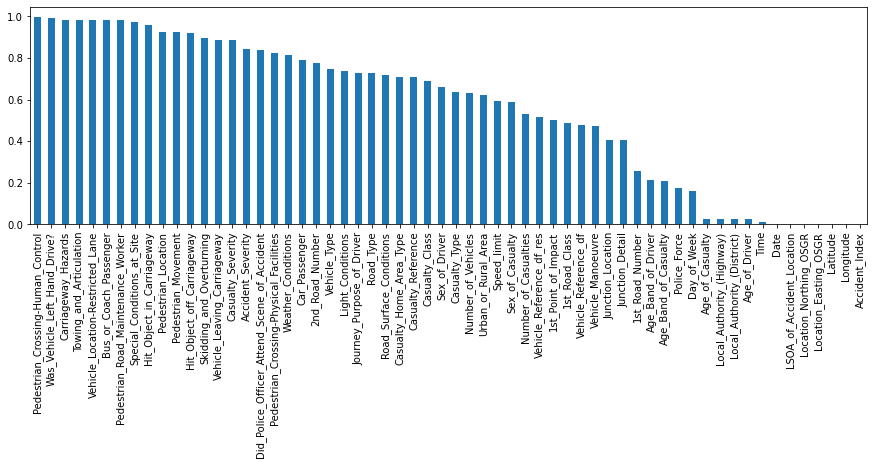 1.0
0.8
0.6
0.4
0.2
0.0
Pedestrian_Crossing-Human_Control
Was_Vehicle_Left_Hand_Drive?
Carriageway_Hazards
Towing_and_Articulation
Vehicle_Location-Restricted_Lane
Bus_or_Coach_Passenger
Pedestrian_Road_Maintenance_Worker
Special_Conditions_at_Site
Hit_Object_in_Carriageway
Pedestrian_Location
Pedestrian_Movement
Hit_Object_off_Carriageway
Skidding_and_Overturning
Vehicle_Leaving_Carriageway
Casualty_Severity
Accident_Severity
Did_Police_Officer_Attend_Scene_of_Accident
Pedestrian_Crossing-Physical_Facilities
Weather_Conditions
Car_Passenger
2nd_Road_Number
Vehicle_Type
Light_Conditions
Journey_Purpose_of_Driver
Road_Type
Road_Surface_Conditions
Casualty_Home_Area_Type
Casualty_Reference
Casualty_Class
Sex_of_Driver
Casualty_Type
Number_of_Vehicles
Urban_or_Rural_Area
Speed_limit
Sex_of_Casualty
Number_of_Casualties
Vehicle_Reference_df_res
1st_Point_of_Impact
1st_Road_Class
Vehicle_Reference_df
Vehicle_Manoeuvre
Junction_Location
Junction_Detail
1st_Road_Number
Age_Band_of_Driver
Age_Band_of_Casualty
Police_Force
Day_of_Week
Age_of_Casualty
Local_Authority_(Highway)
Local_Authority_(District)
Age_of_Driver
Time
Date
LSOA_of_Accident_Location
Location_Northing_OSGR
Location_Easting_OSGR
Latitude
Longitude
Accident_Index